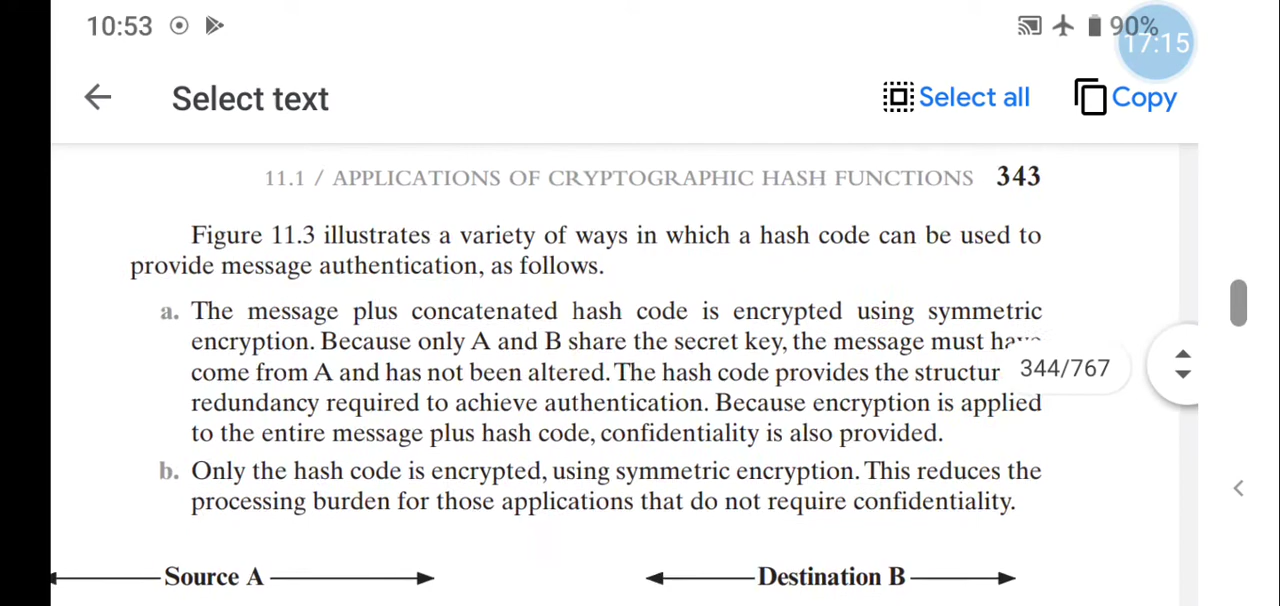 10:53 90%
17:15
Select text Select all Copy
11.1 / APPLICATIONS OF CRYPTOGRAPHIC HASH FUNCTIONS 343
Figure 11.3 illustrates a variety of ways in which a hash code can be used to
provide message authentication, as follows.
a. The message plus concatenated hash code is encrypted using symmetric
encryption. Because only A and B share the secret key, the message must have
come from A and has not been altered. The hash code provides the structur
344/767
redundancy required to achieve authentication. Because encryption is applied
to the entire message plus hash code, confidentiality is also provided.
b. Only the hash code is encrypted, using symmetric encryption. This reduces the
processing burden for those applications that do not require confidentiality.
Source A Destination B